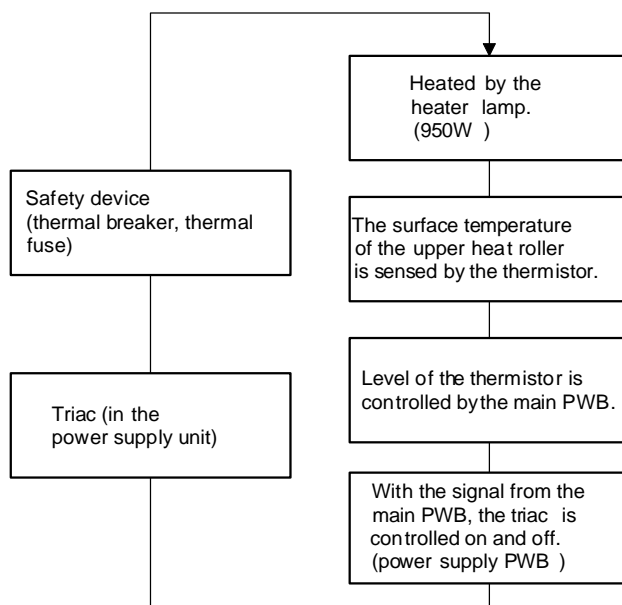 Heated by the
heater lamp.
(950W )
Safety device
(thermal breaker, thermal
fuse)
The surface temperature
of the upper heat roller
is sensed by the thermistor.
Level of the thermistor is
controlled by the main PWB.
Triac (in the
power supply unit)
With the signal from the
main PWB, the triac is
controlled on and off.
(power supply PWB )